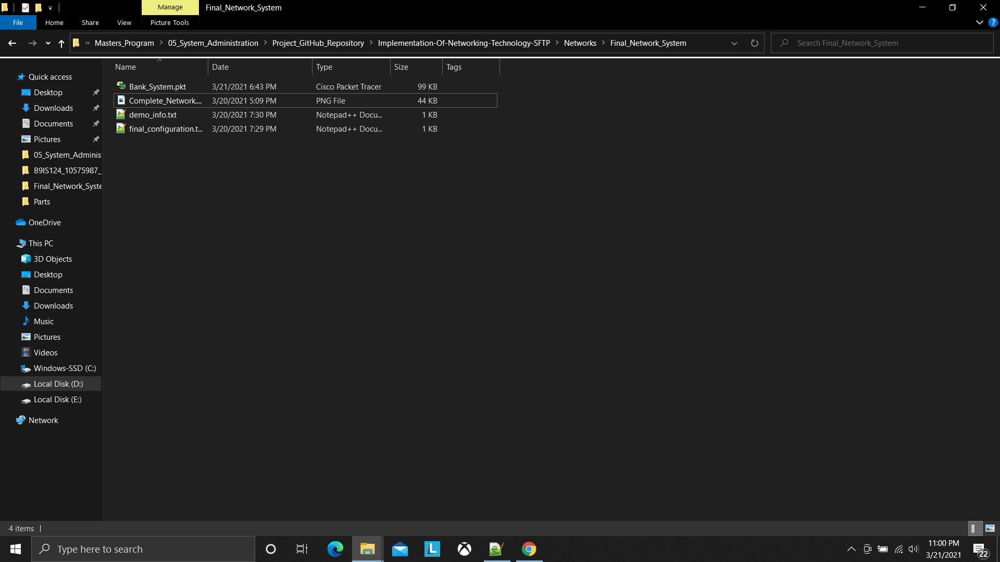 Manage
Final_Network_System
File
Home
Share
View
Picture Tools
?
« Masters_Program > 05_System_Administration > Project_GitHub_Repository > Implementation-Of-Networking-Technology-SFTP > Networks > Final_Network_System
Search Final_Network_System
Name Date Type Size Tags
Bank_System.pkt 3/21/2021 6:43 PM Cisco Packet Tracer 99 KB
Complete_Network.... 3/20/2021 5:09 PM PNG File 44 KB
demo_info.txt 3/20/2021 7:30 PM Notepad++ Docu... 1 KB
final_configuration.t... 3/20/2021 7:29 PM Notepad++ Docu... 1 KB
Quick access
Desktop
Downloads
Documents
Pictures
05_System_Adminis
B9IS124_10575987_
Final_Network_Syste
Parts
OneDrive
This PC
3D Objects
Desktop
Documents
Downloads
Music
Pictures
Videos
Windows-SSD (C:)
Local Disk (D:)
Local Disk (E:)
Network
4 items
Type here to search
L
11:00 PM
3/21/2021
22